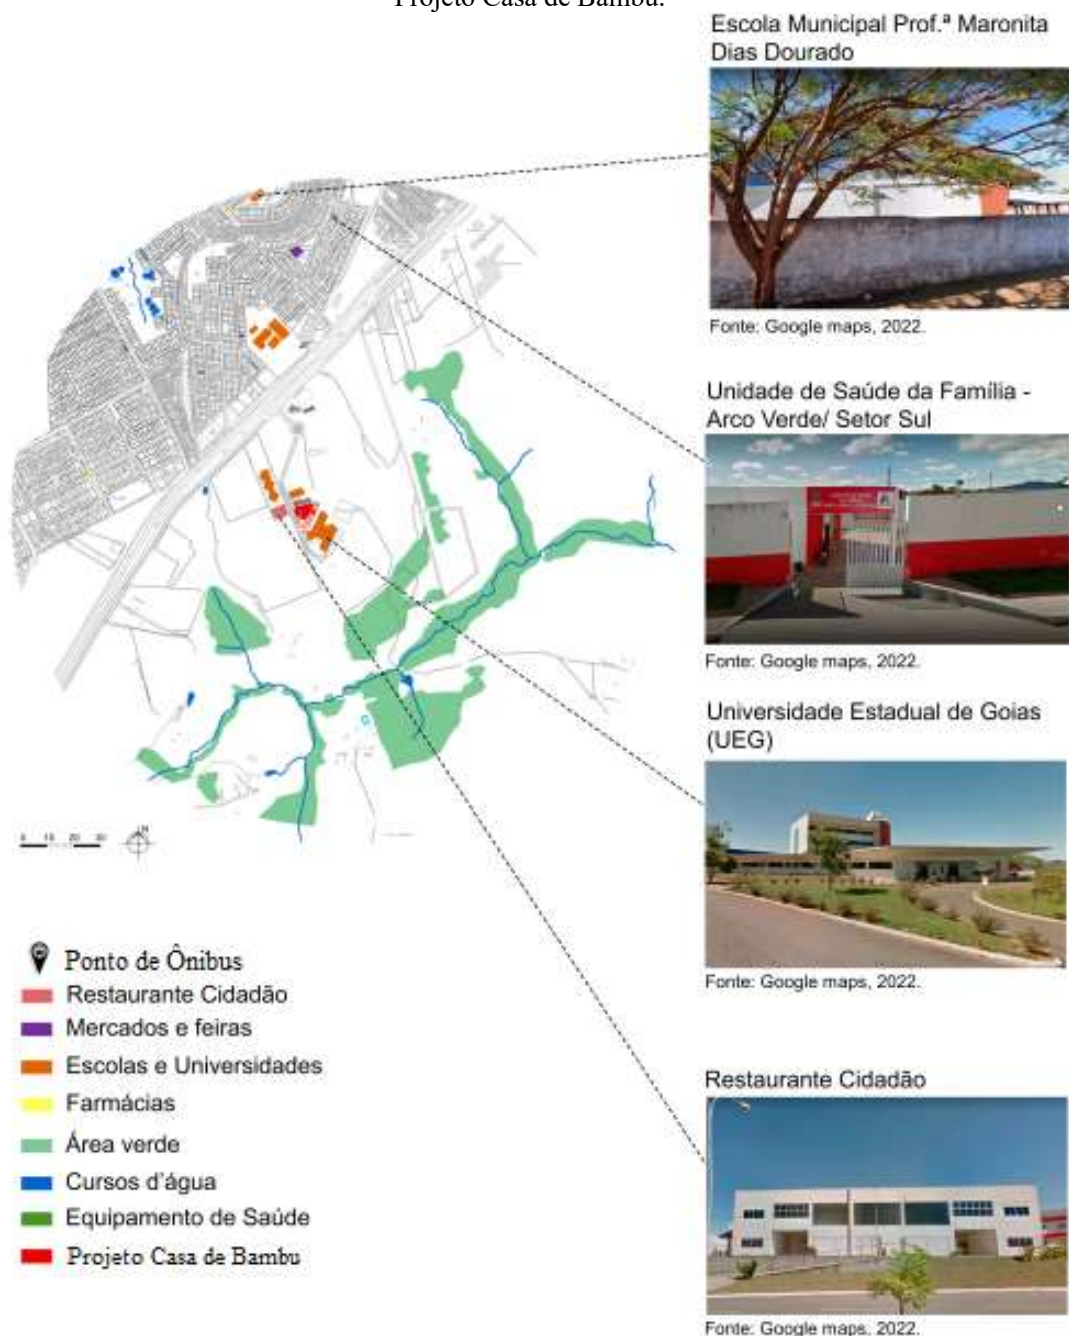 Projeto Casa de Bambu.
Escola Municipal Prof.ª Maronita
Dias Dourado
Fonte: Google maps, 2022.
Unidade de Saúde da Família -
Arco Verde/ Setor Sul
Fonte: Google maps, 2022.
Universidade Estadual de Goias
(UEG)
Fonte: Google maps, 2022.
Restaurante Cidadão
Fonte: Google maps, 2022.
Ponto de Ônibus
Restaurante Cidadão
Mercados e feiras
Escolas e Universidades
Farmácias
Área verde
Cursos d'água
Equipamento de Saúde
Projeto Casa de Bambu